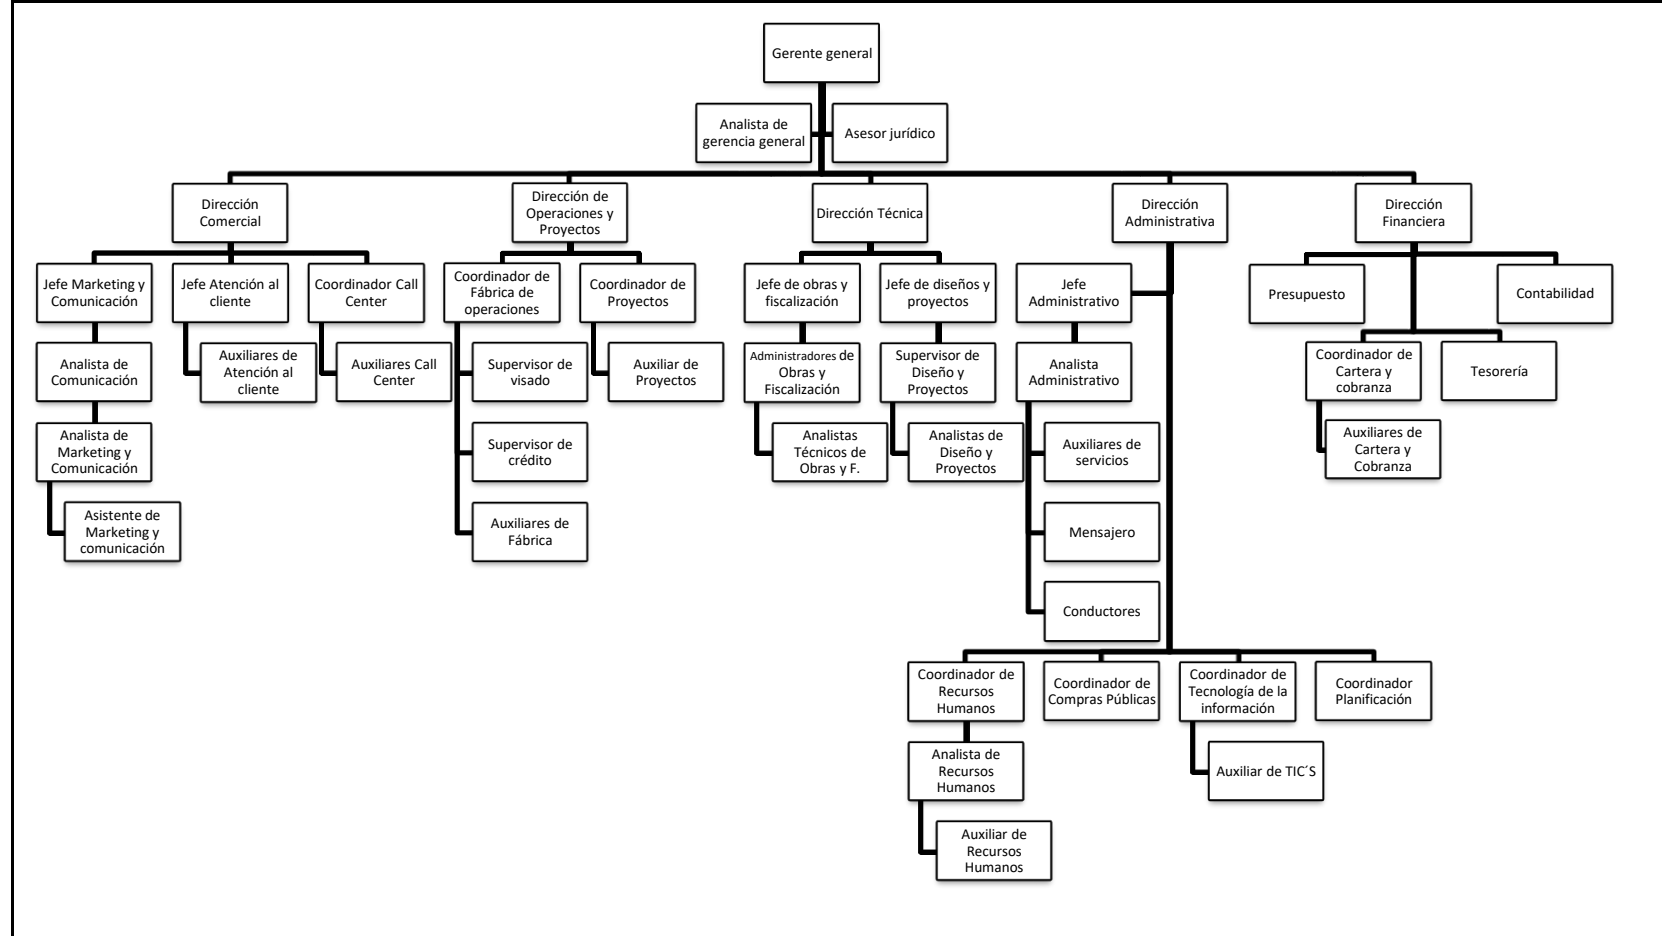 Gerente general
Analista de
gerencia general
Asesor jurídico
Dirección
Comercial
Dirección de
Operaciones y
Proyectos
Dirección Técnica
Dirección
Administrativa
Dirección
Financiera
Jefe Marketing y
Comunicación
Jefe Atención al
cliente
Coordinador Call
Center
Coordinador de
Fábrica de
operaciones
Coordinador de
Proyectos
Jefe de obras y
fiscalización
Jefe de diseños y
proyectos
Jefe
Administrativo
Presupuesto
Contabilidad
Analista de
Comunicación
Auxiliares de
Atención al
cliente
Auxiliares Call
Center
Supervisor de
visado
Auxiliar de
Proyectos
Administradores de
Obras y
Fiscalización
Supervisor de
Diseño y
Proyectos
Analista
Administrativo
Coordinador de
Cartera y
cobranza
Tesorería
Analista de
Marketing y
Comunicación
Supervisor de
crédito
Analistas
Técnicos de
Obras y F.
Analistas de
Diseño y
Proyectos
Auxiliares de
servicios
Auxiliares de
Cartera y
Cobranza
Asistente de
Marketing y
comunicación
Auxiliares de
Fábrica
Mensajero
Conductores
Coordinador de
Recursos
Humanos
Coordinador de
Compras Públicas
Coordinador de
Tecnología de la
información
Coordinador
Planificación
Analista de
Recursos
Humanos
Auxiliar de TIC´S
Auxiliar de
Recursos
Humanos